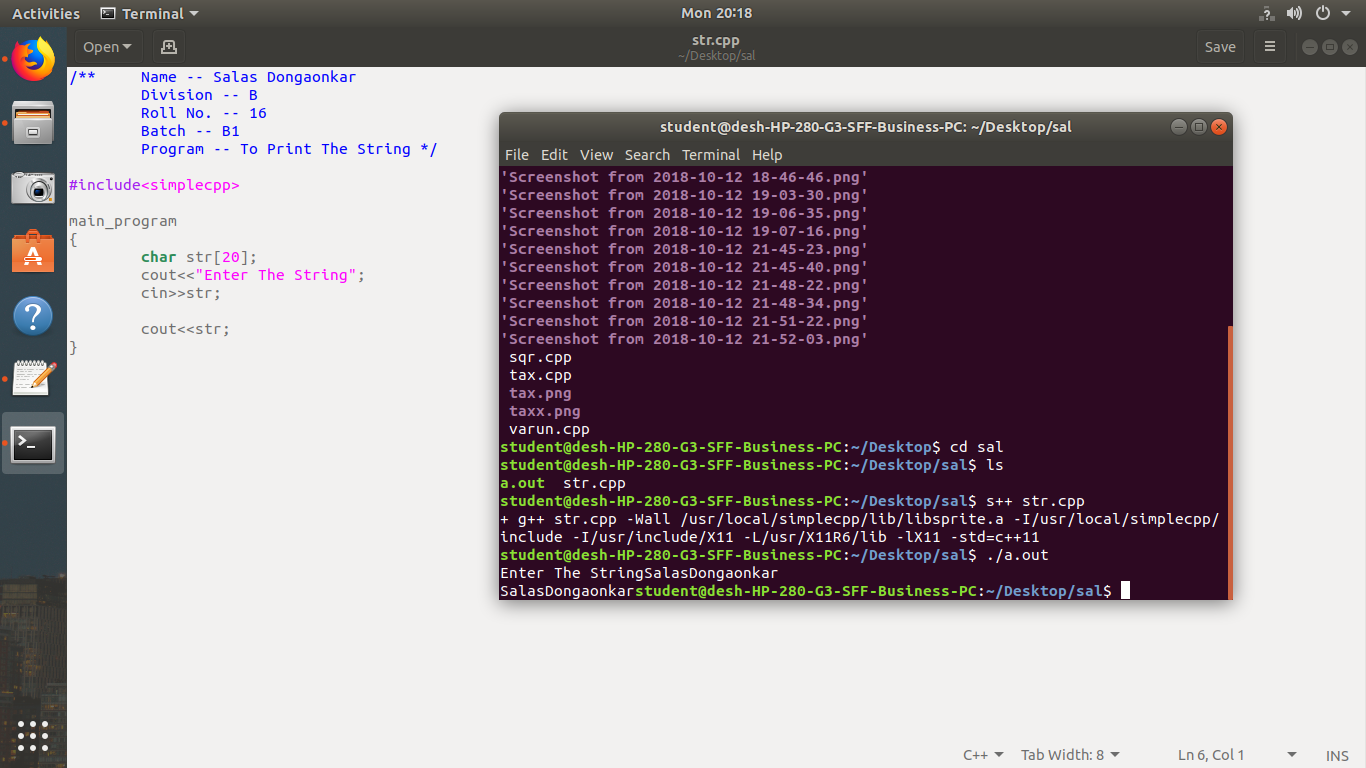 Activities Terminal Mon 20:18
Open str.cpp Save
~/Desktop/sal
/** Name -- Salas Dongaonkar
Division -- B
Roll No. -- 16
Batch -- B1
Program -- To Print The String */
#include<simplecpp>
main_program
{
char str[20];
cout<<"Enter The String";
cin>>str;
cout<<str;
}
student@desh-HP-280-G3-SFF-Business-PC: ~/Desktop/sal
File Edit View Search Terminal Help
'Screenshot from 2018-10-12 18-46-46.png'
'Screenshot from 2018-10-12 19-03-30.png'
'Screenshot from 2018-10-12 19-06-35.png'
'Screenshot from 2018-10-12 19-07-16.png'
'Screenshot from 2018-10-12 21-45-23.png'
'Screenshot from 2018-10-12 21-45-40.png'
'Screenshot from 2018-10-12 21-48-22.png'
'Screenshot from 2018-10-12 21-48-34.png'
'Screenshot from 2018-10-12 21-51-22.png'
'Screenshot from 2018-10-12 21-52-03.png'
sqr.cpp
tax.cpp
tax.png
taxx.png
varun.cpp
student@desh-HP-280-G3-SFF-Business-PC:~/Desktop$ cd sal
student@desh-HP-280-G3-SFF-Business-PC:~/Desktop/sal$ ls
a.out str.cpp
student@desh-HP-280-G3-SFF-Business-PC:~/Desktop/sal$ s++ str.cpp
+ g++ str.cpp -Wall /usr/local/simplecpp/lib/libsprite.a -I/usr/local/simplecpp/
include -I/usr/include/X11 -L/usr/X11R6/lib -lX11 -std=c++11
student@desh-HP-280-G3-SFF-Business-PC:~/Desktop/sal$ ./a.out
Enter The StringSalasDongaonkar
SalasDongaonkarstudent@desh-HP-280-G3-SFF-Business-PC:~/Desktop/sal$
C++ Tab Width: 8 Ln 6, Col 1 INS